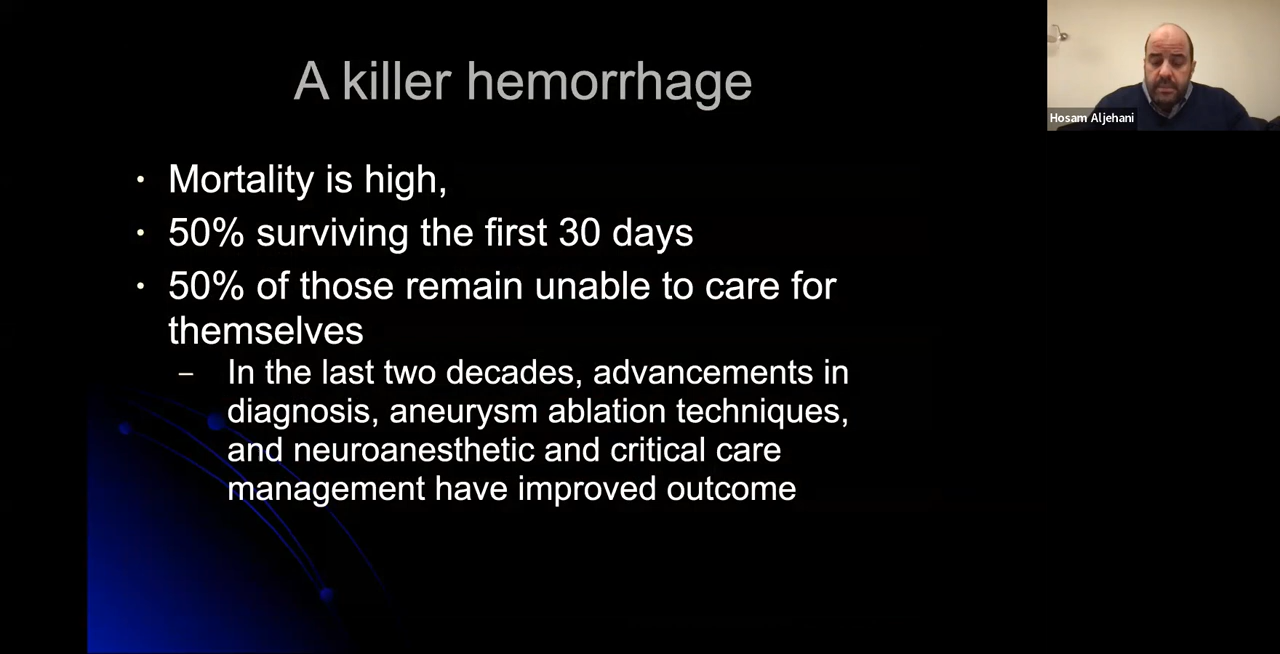 A killer hemorrhage
Hosam Aljehani
• Mortality is high,
• 50% surviving the first 30 days
• 50% of those remain unable to care for
themselves
– In the last two decades, advancements in
diagnosis, aneurysm ablation techniques,
and neuroanesthetic and critical care
management have improved outcome